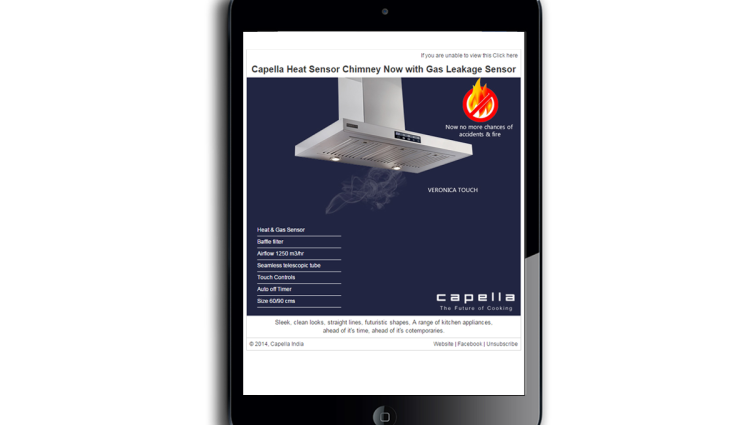 If you are unable to view this Click here
Capella Heat Sensor Chimney Now with Gas Leakage Sensor
Now no more chances of
accidents & fire
VERONICA TOUCH
Heat & Gas Sensor
Baffle filter
Airflow 1250 m3/hr
Seamless telescopic tube
Touch Controls
Auto off Timer
Size 60/90 cms
capella
The Future of Cooking
Sleek, clean looks, straight lines, futuristic shapes. A range of kitchen appliances,
ahead of it's time, ahead of it's cotemporaries.
© 2014, Capella India
Website | Facebook | Unsubscribe